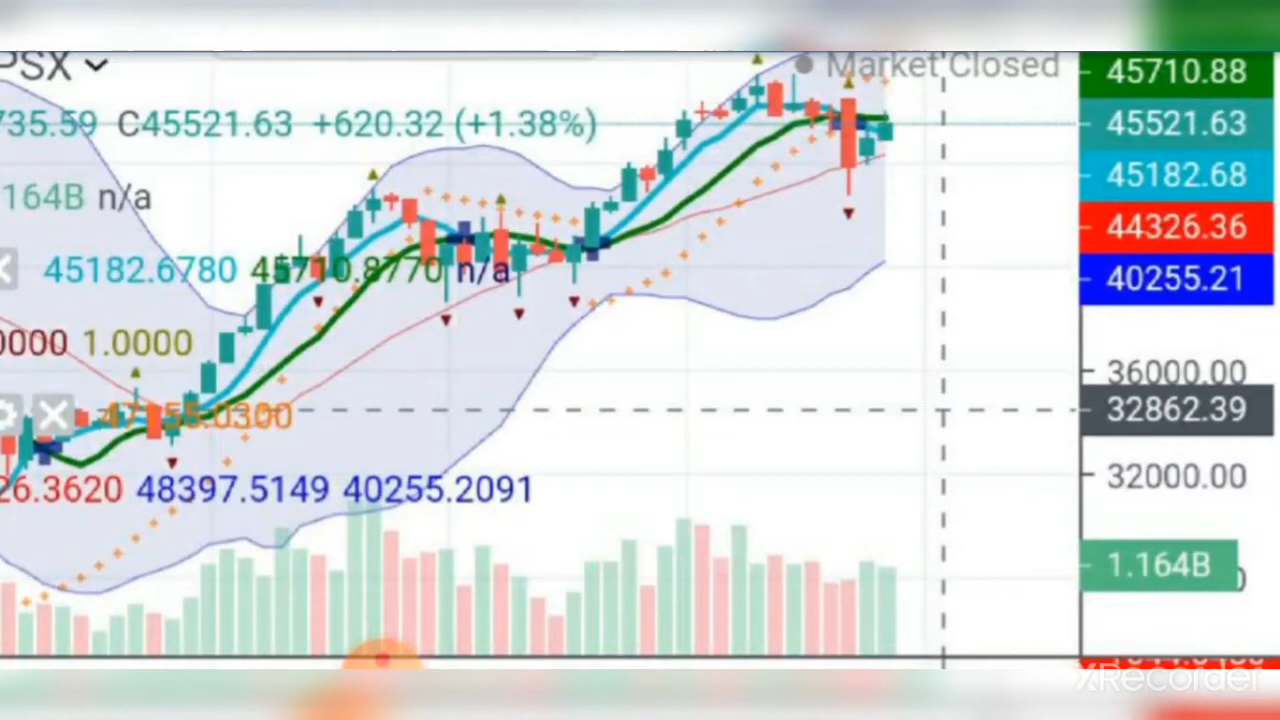 PSX
Market Closed
735.59 C45521.63 +620.32 (+1.38%)
.164B n/a
45182.6780 45710.8770 n/a
0000 1.0000
26.3620 48397.5149 40255.2091
45710.88
45521.63
45182.68
44326.36
40255.21
36000.00
32862.39
32000.00
1.164B
XRecorder